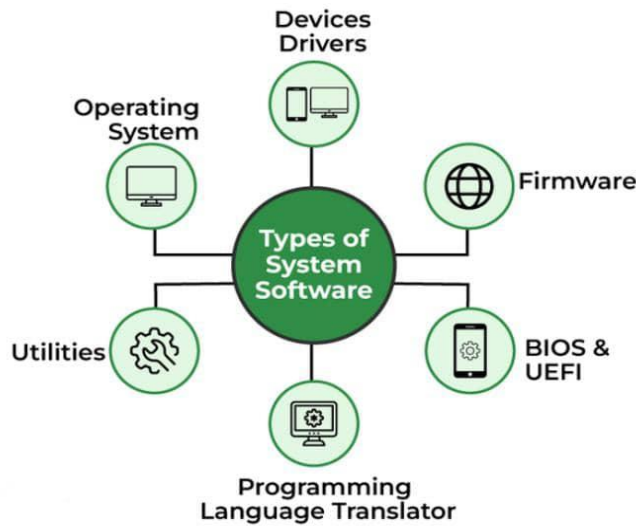 Devices
Drivers
Operating
System
Firmware
Types of
System
Software
Utilities
BIOS &
UEFI
Programming
Language Translator